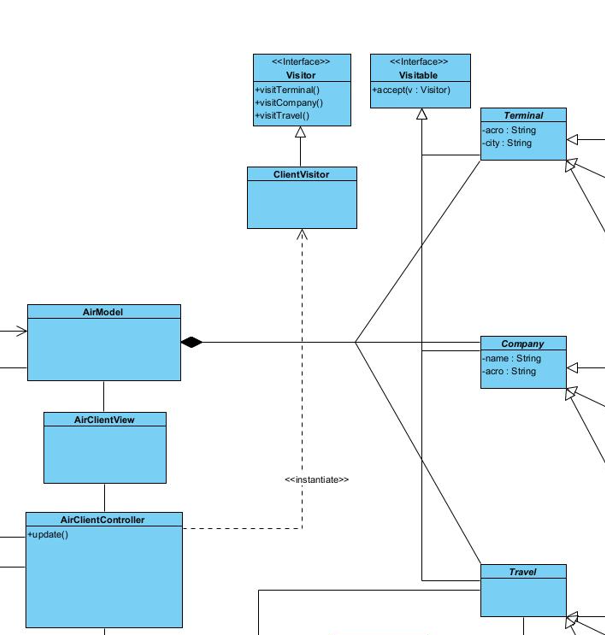 <<Interface>>
Visitor
+visitTerminal()
+visitCompany()
+visitTravel()
<<Interface>>
Visitable
+accept(v : Visitor)
Terminal
-acro : String
-city : String
ClientVisitor
AirModel
Company
-name : String
-acro : String
AirClientView
<<instantiate>>
AirClientController
+update()
Travel